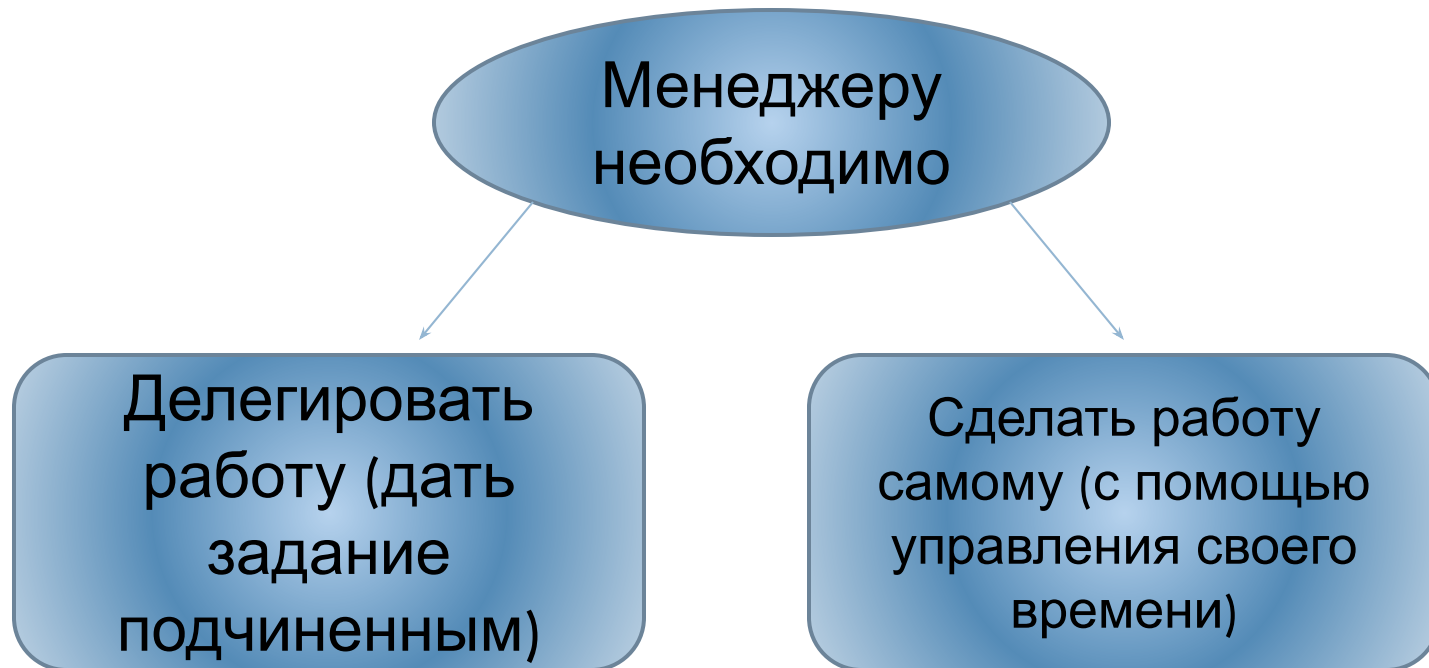 Менеджеру
необходимо
Делегировать
работу (дать
задание
подчиненным)
Сделать работу
самому (с помощью
управления своего
времени)